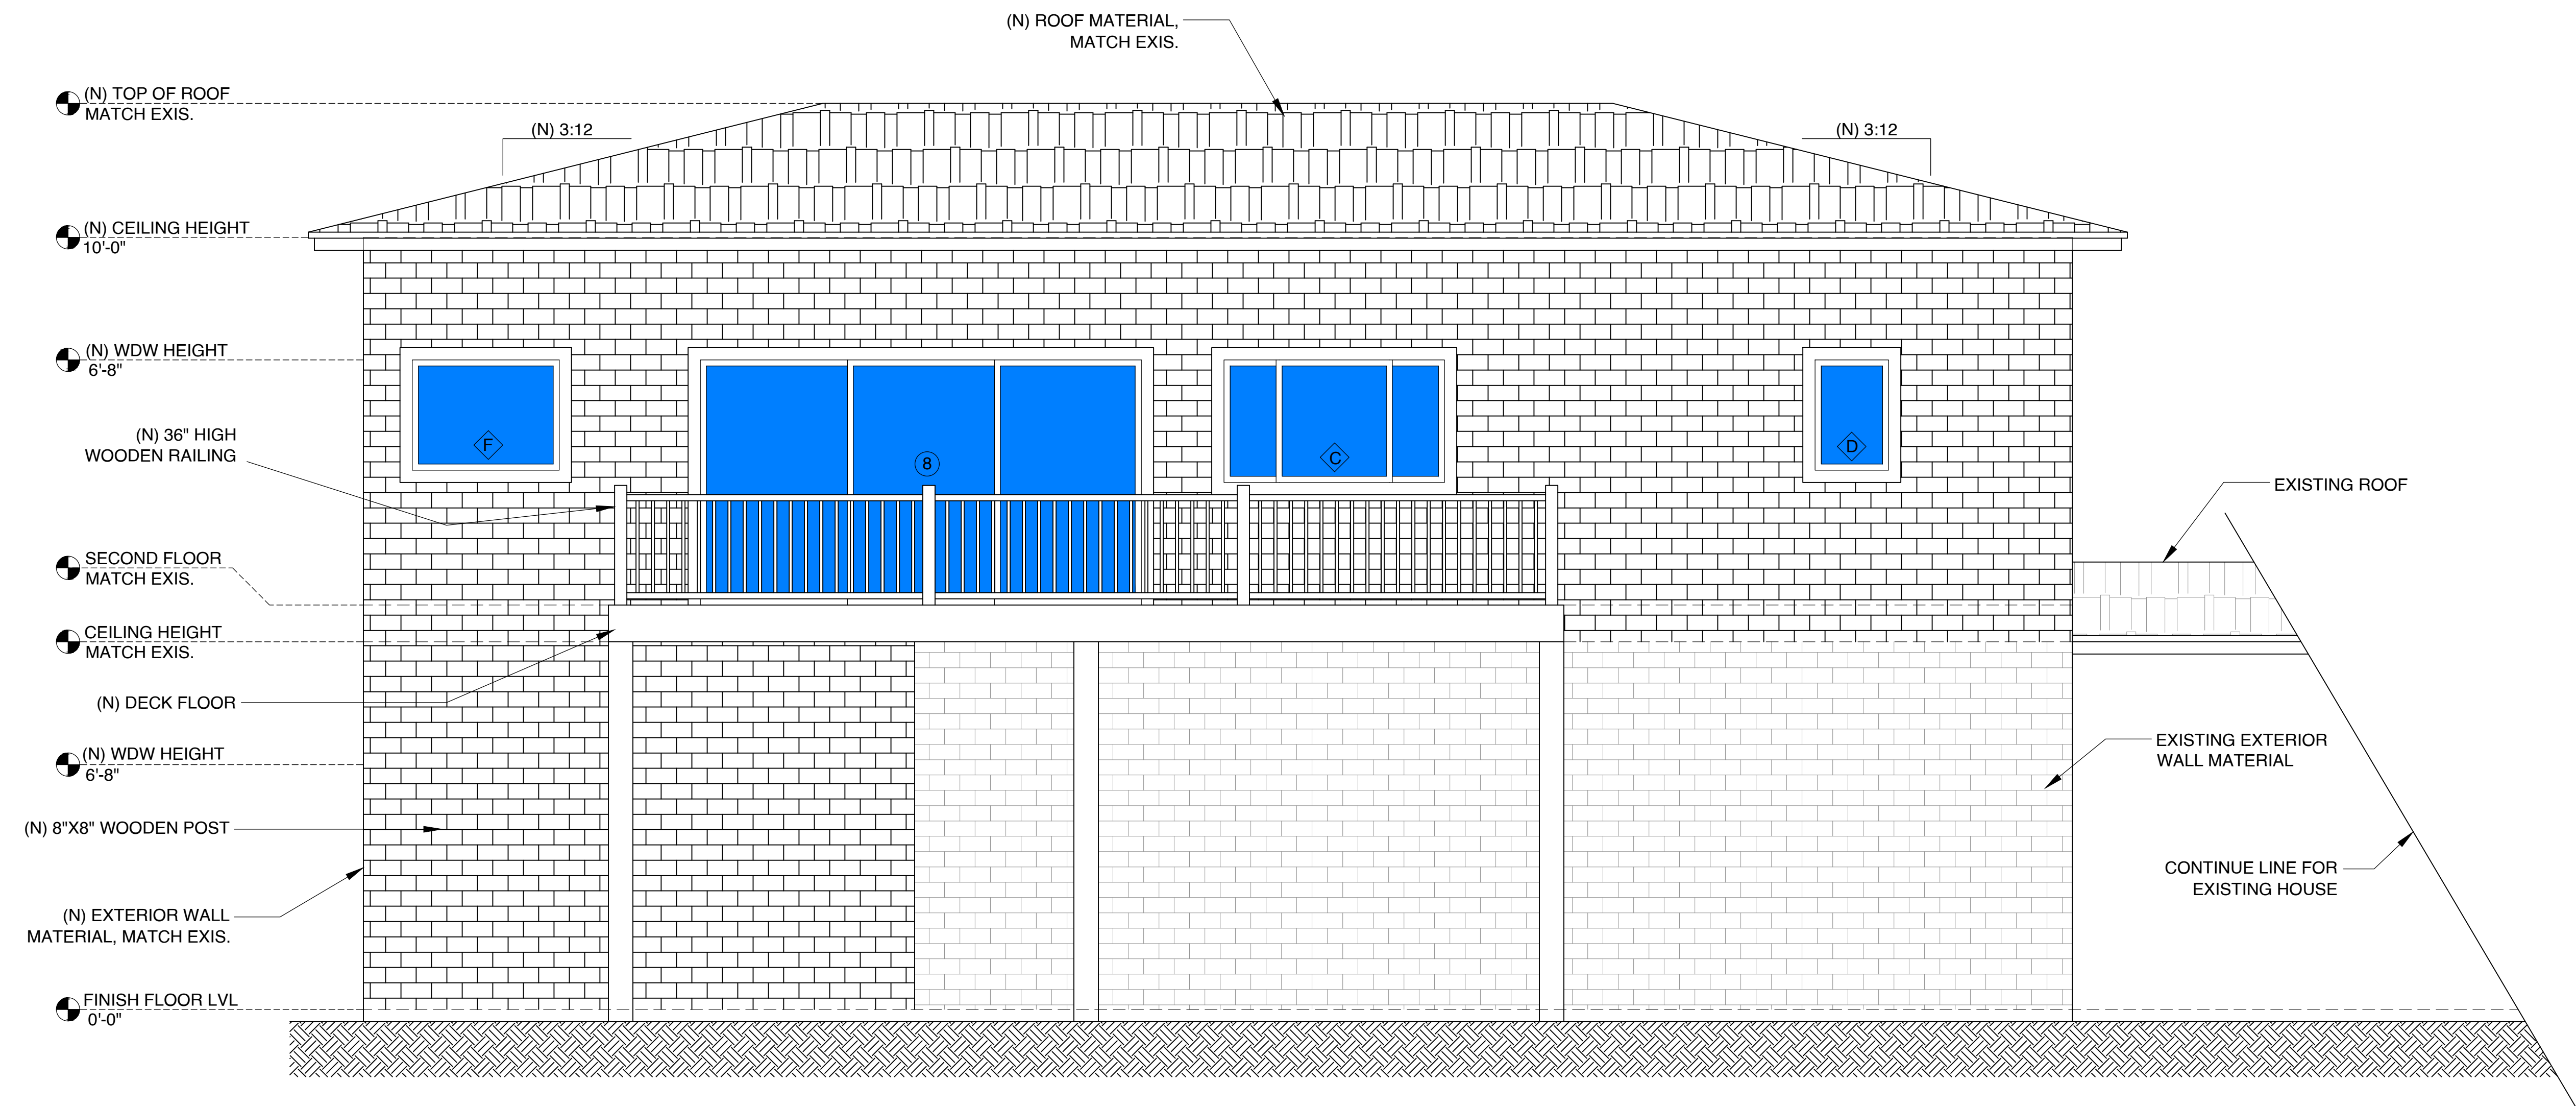 (N) ROOF MATERIAL,
MATCH EXIS.
(N) TOP OF ROOF
MATCH EXIS.
(N) 3:12
(N) 3:12
(N) CEILING HEIGHT
10'-0"
(N) WDW HEIGHT
6'-8"
(N) 36" HIGH
WOODEN RAILING
F
8
C
D
EXISTING ROOF
SECOND FLOOR
MATCH EXIS.
CEILING HEIGHT
MATCH EXIS.
(N) DECK FLOOR
(N) WDW HEIGHT
6'-8"
EXISTING EXTERIOR
WALL MATERIAL
(N) 8"X8" WOODEN POST
CONTINUE LINE FOR
EXISTING HOUSE
(N) EXTERIOR WALL
MATERIAL, MATCH EXIS.
FINISH FLOOR LVL
0'-0"